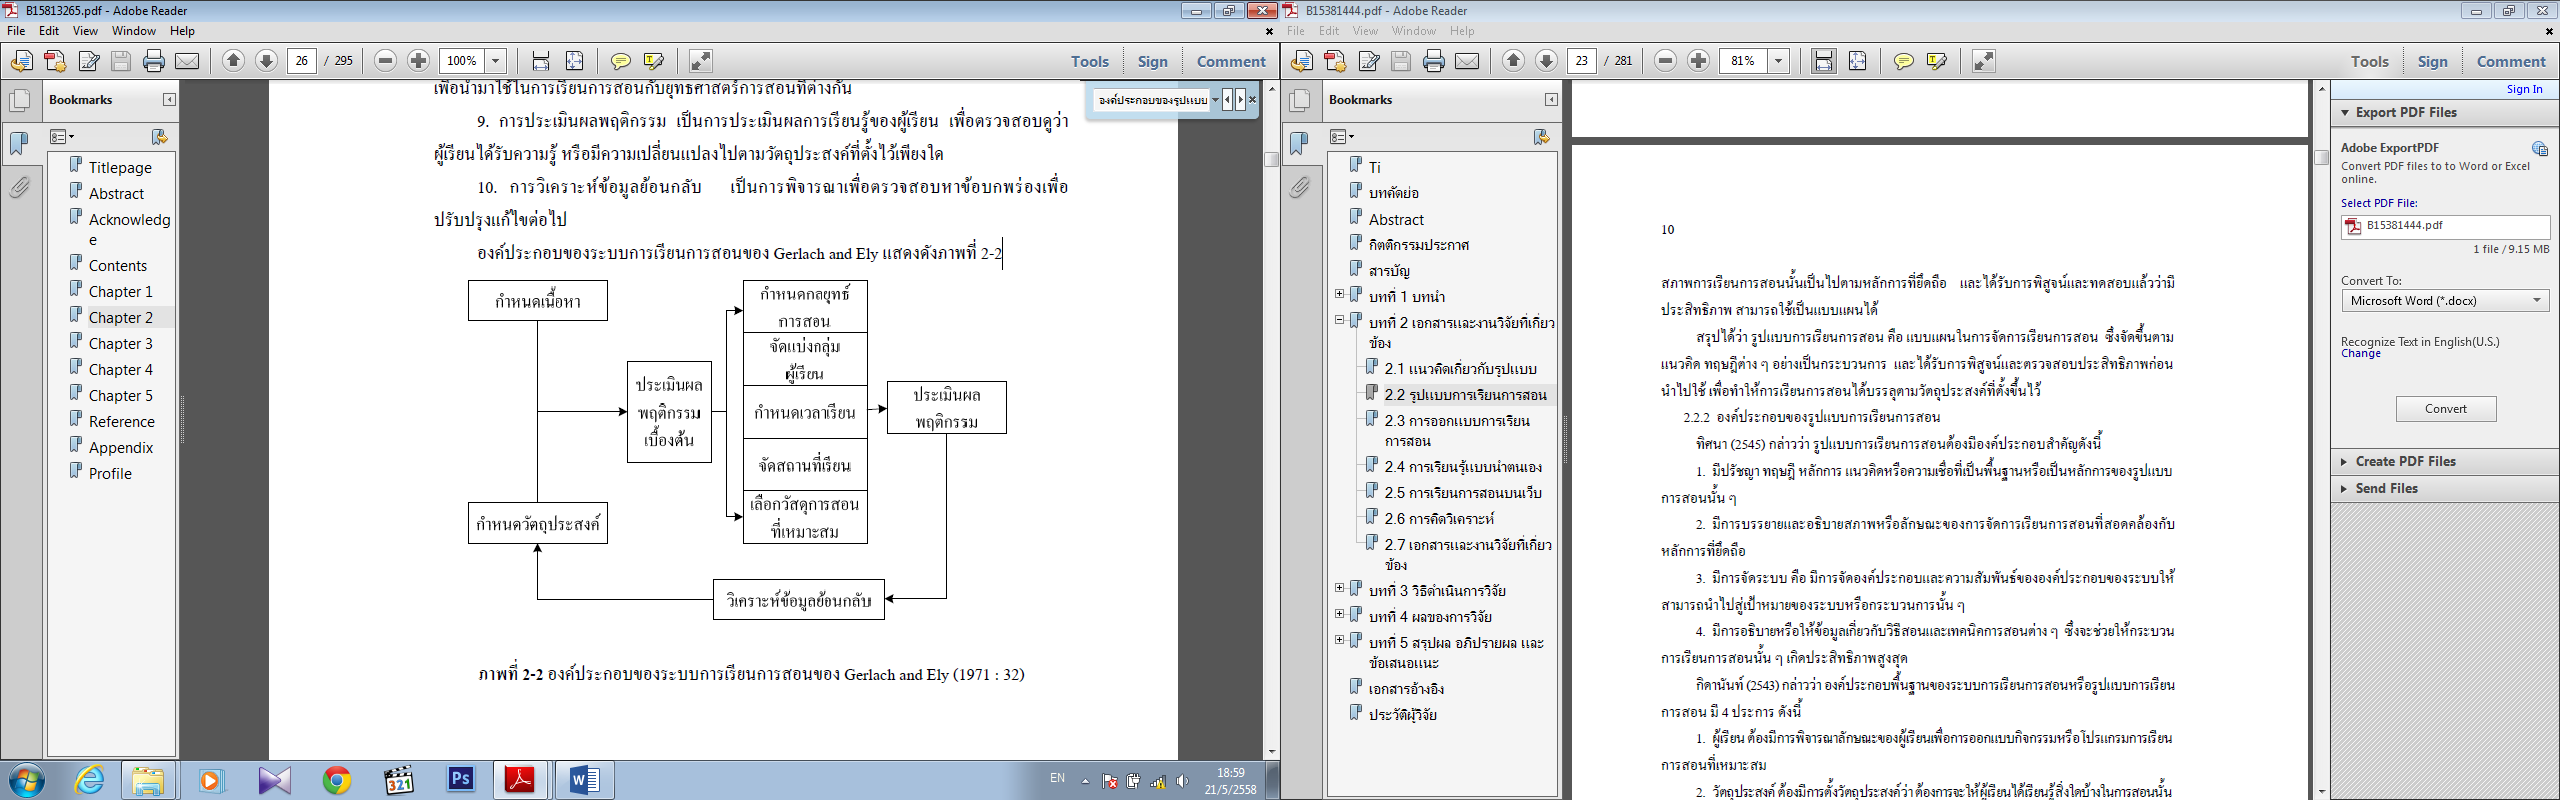 B15813265.pdf - Adobe Reader
File Edit View Window Help
26 / 295
100%
Tools Sign Comment
Bookmarks
Titlepage
Abstract
Acknowledg
e
Contents
Chapter 1
Chapter 2
Chapter 3
Chapter 4
Chapter 5
Reference
Appendix
Profile
องค์ประกอบของรูปแบบ
เพื่อนำมาใช้ในการเรียนการสอนกับยุทธศาสตร์การสอนที่ต่างกัน
9. การประเมินผลพฤติกรรม เป็นการประเมินผลการเรียนรู้ของผู้เรียน เพื่อตรวจสอบดูว่า
ผู้เรียนได้รับความรู้ หรือมีความเปลี่ยนแปลงไปตามวัตถุประสงค์ที่ตั้งไว้เพียงใด
10. การวิเคราะห์ข้อมูลย้อนกลับ เป็นการพิจารณาเพื่อตรวจสอบหาข้อบกพร่องเพื่อ
ปรับปรุงแก้ไขต่อไป
องค์ประกอบของระบบการเรียนการสอนของ Gerlach and Ely แสดงดังภาพที่ 2-2
กำหนดเนื้อหา
กำหนดวัตถุประสงค์
ประเมินผล
พฤติกรรม
เบื้องต้น
กำหนดกลยุทธ์
การสอน
จัดแบ่งกลุ่ม
ผู้เรียน
กำหนดเวลาเรียน
จัดสถานที่เรียน
เลือกวัสดุการสอน
ที่เหมาะสม
ประเมินผล
พฤติกรรม
วิเคราะห์ข้อมูลย้อนกลับ
ภาพที่ 2-2 องค์ประกอบของระบบการเรียนการสอนของ Gerlach and Ely (1971 : 32)
321
Ps
W
EN
18:59
21/5/2558
B15381444.pdf - Adobe Reader
File Edit View Window Help
23 / 281
81%
Tools Sign Comment
Bookmarks
Ti
บทคัดย่อ
Abstract
กิตติกรรมประกาศ
สารบัญ
บทที่ 1 บทนำ
บทที่ 2 เอกสารและงานวิจัยที่เกี่ยว
ข้อง
2.1 แนวคิดเกี่ยวกับรูปแบบ
2.2 รูปแบบการเรียนการสอน
2.3 การออกแบบการเรียน
การสอน
2.4 การเรียนรู้แบบนำตนเอง
2.5 การเรียนการสอนบนเว็บ
2.6 การคิดวิเคราะห์
2.7 เอกสารและงานวิจัยที่เกี่ยว
ข้อง
บทที่ 3 วิธีดำเนินการวิจัย
บทที่ 4 ผลของการวิจัย
บทที่ 5 สรุปผล อภิปรายผล และ
ข้อเสนอแนะ
เอกสารอ้างอิง
ประวัติผู้วิจัย
10
สภาพการเรียนการสอนนั้นเป็นไปตามหลักการที่ยึดถือ และได้รับการพิสูจน์และทดสอบแล้วว่ามี
ประสิทธิภาพ สามารถใช้เป็นแบบแผนได้
สรุปได้ว่า รูปแบบการเรียนการสอน คือ แบบแผนในการจัดการเรียนการสอน ซึ่งจัดขึ้นตาม
แนวคิด ทฤษฎีต่าง ๆ อย่างเป็นกระบวนการ และได้รับการพิสูจน์และตรวจสอบประสิทธิภาพก่อน
นำไปใช้ เพื่อทำให้การเรียนการสอนได้บรรลุตามวัตถุประสงค์ที่ตั้งขึ้นไว้
2.2.2 องค์ประกอบของรูปแบบการเรียนการสอน
ทิศนา (2545) กล่าวว่า รูปแบบการเรียนการสอนต้องมีองค์ประกอบสำคัญดังนี้
1. มีปรัชญา ทฤษฎี หลักการ แนวคิดหรือความเชื่อที่เป็นพื้นฐานหรือเป็นหลักการของรูปแบบ
การสอนนั้น ๆ
2. มีการบรรยายและอธิบายสภาพหรือลักษณะของการจัดการเรียนการสอนที่สอดคล้องกับ
หลักการที่ยึดถือ
3. มีการจัดระบบ คือ มีการจัดองค์ประกอบและความสัมพันธ์ขององค์ประกอบของระบบให้
สามารถนำไปสู่เป้าหมายของระบบหรือกระบวนการนั้น ๆ
4. มีการอธิบายหรือให้ข้อมูลเกี่ยวกับวิธีสอนและเทคนิคการสอนต่าง ๆ ซึ่งจะช่วยให้กระบวน
การเรียนการสอนนั้น ๆ เกิดประสิทธิภาพสูงสุด
กิดานันท์ (2543) กล่าวว่า องค์ประกอบพื้นฐานของระบบการเรียนการสอนหรือรูปแบบการเรียน
การสอน มี 4 ประการ ดังนี้
1. ผู้เรียน ต้องมีการพิจารณาลักษณะของผู้เรียนเพื่อการออกแบบกิจกรรมหรือโปรแกรมการเรียน
การสอนที่เหมาะสม
2. วัตถุประสงค์ ต้องมีการตั้งวัตถุประสงค์ว่า ต้องการจะให้ผู้เรียนได้เรียนรู้สิ่งใดบ้างในการสอนนั้น
Sign In
Export PDF Files
Adobe ExportPDF
Convert PDF files to to Word or Excel
online.
Select PDF File:
B15381444.pdf
1 file / 9.15 MB
Convert To:
Microsoft Word (*.docx)
Recognize Text in English(U.S.)
Change
Convert
Create PDF Files
Send Files